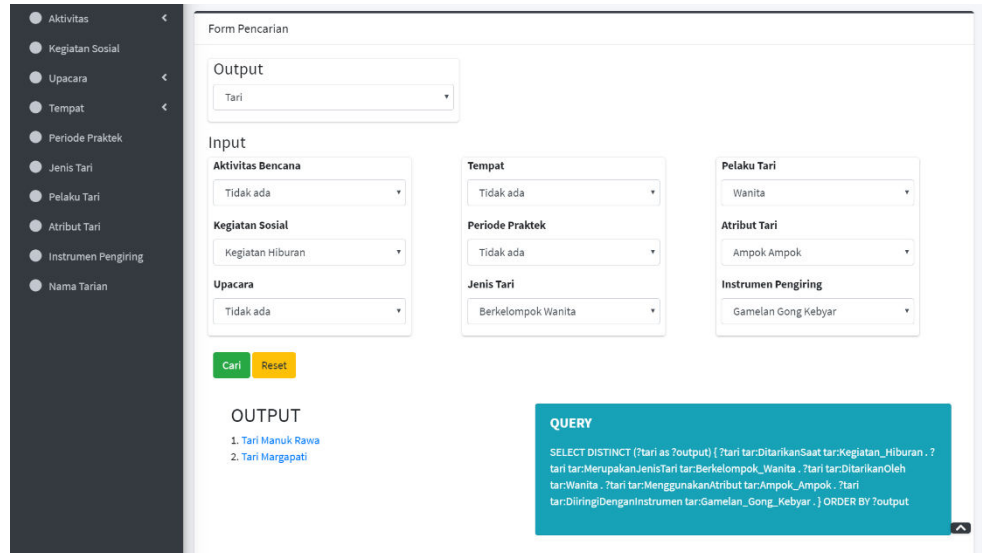 Aktivitas
Kegiatan Sosial
Upacara
Tempat
Periode Praktek
Jenis Tari
Pelaku Tari
Atribut Tari
Instrumen Pengiring
Nama Tarian
Form Pencarian
Output
Tari
Input
Aktivitas Bencana
Tidak ada
Kegiatan Sosial
Kegiatan Hiburan
Upacara
Tidak ada
Tempat
Tidak ada
Periode Praktek
Tidak ada
Jenis Tari
Berkelompok Wanita
Pelaku Tari
Wanita
Atribut Tari
Ampok Ampok
Instrumen Pengiring
Gamelan Gong Kebyar
Cari
Reset
OUTPUT
1. Tari Manuk Rawa
2. Tari Margapati
QUERY
SELECT DISTINCT (?tari as ?output) { ?tari tar:DitarikanSaat tar:Kegiatan_Hiburan . ?
tari tar:MerupakanJenisTari tar:Berkelompok_Wanita . ?tari tar:DitarikanOleh
tar:Wanita . ?tari tar:MenggunakanAtribut tar:Ampok_Ampok . ?tari
tar:DiiringiDenganInstrumen tar:Gamelan_Gong_Kebyar . } ORDER BY ?output